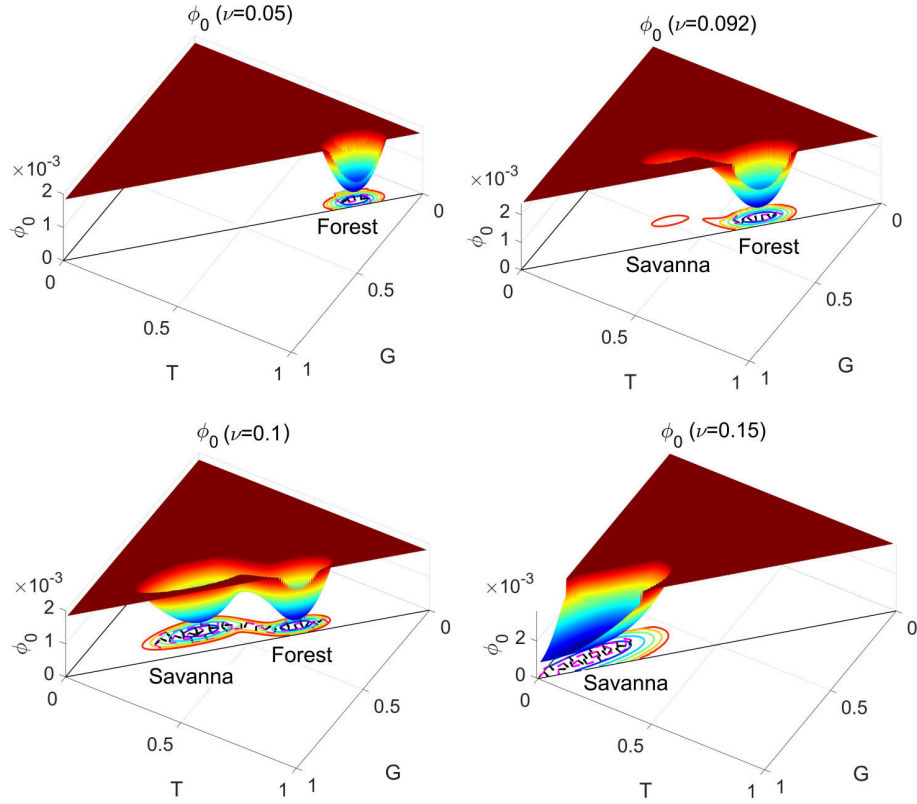 ϕ₀ (ν=0.05)
×10⁻³
2
1
0
ϕ₀
0
0.5
1
T
1
0.5
0
G
Forest
ϕ₀ (ν=0.092)
×10⁻³
2
1
0
ϕ₀
0
0.5
1
T
1
0.5
0
G
Savanna
Forest
ϕ₀ (ν=0.1)
×10⁻³
2
1
0
ϕ₀
0
0.5
1
T
1
0.5
0
G
Savanna
Forest
ϕ₀ (ν=0.15)
×10⁻³
2
0
ϕ₀
0
0.5
1
T
1
0.5
0
G
Savanna